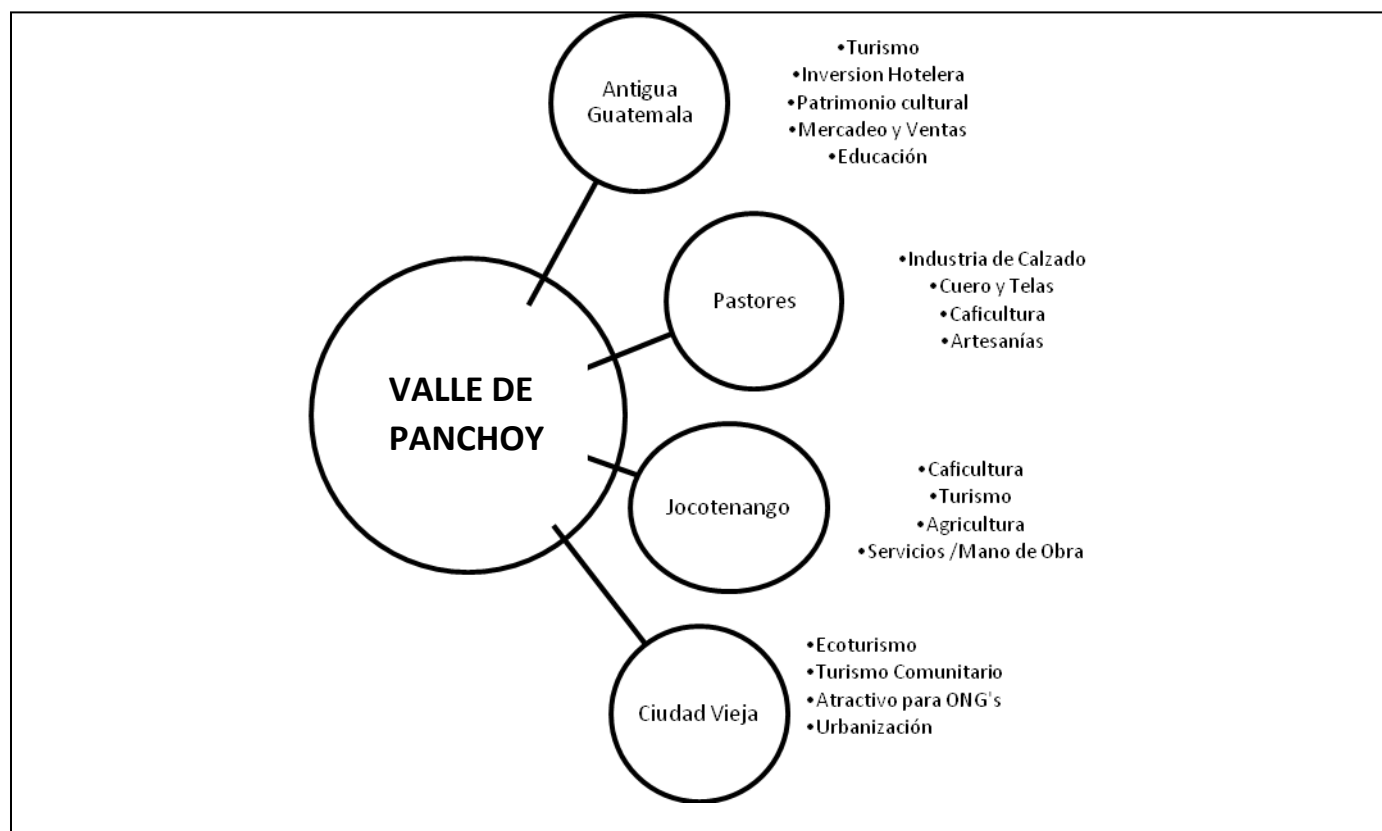 Antigua
Guatemala
•Turismo
•Inversion Hotelera
•Patrimonio cultural
•Mercadeo y Ventas
•Educación
Pastores
•Industria de Calzado
•Cuero y Telas
•Caficultura
•Artesanías
VALLE DE
PANCHOY
Jocotenango
•Caficultura
•Turismo
•Agricultura
•Servicios /Mano de Obra
Ciudad Vieja
•Ecoturismo
•Turismo Comunitario
•Atractivo para ONG's
•Urbanización